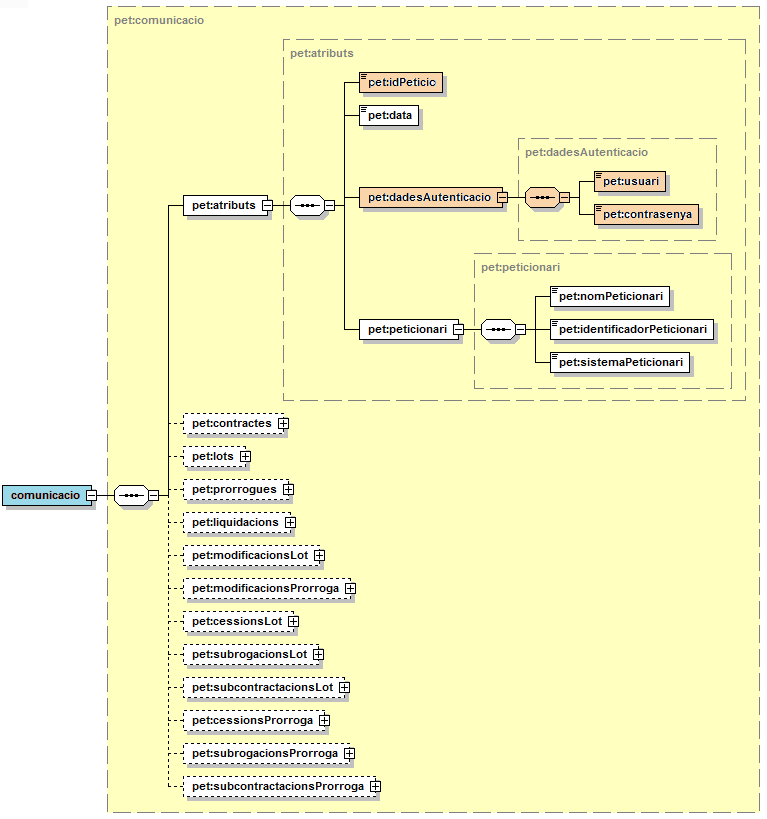 pet:comunicacio
pet:atributs
pet:idPeticio
pet:data
pet:dadesAutenticacio
pet:usuari
pet:atributs
pet:dadesAutenticacio
pet:contrasenya
pet:peticionari
pet:nomPeticionari
pet:peticionari
pet:identificadorPeticionari
pet:sistemaPeticionari
pet:contractes
pet:lots
comunicacio
pet:prorrogues
pet:liquidacions
pet:modificacionsLot
pet:modificacionsProrroga
pet:cessionsLot
pet:subrogacionsLot
pet:subcontractacionsLot
pet:cessionsProrroga
pet:subrogacionsProrroga
pet:subcontractacionsProrroga